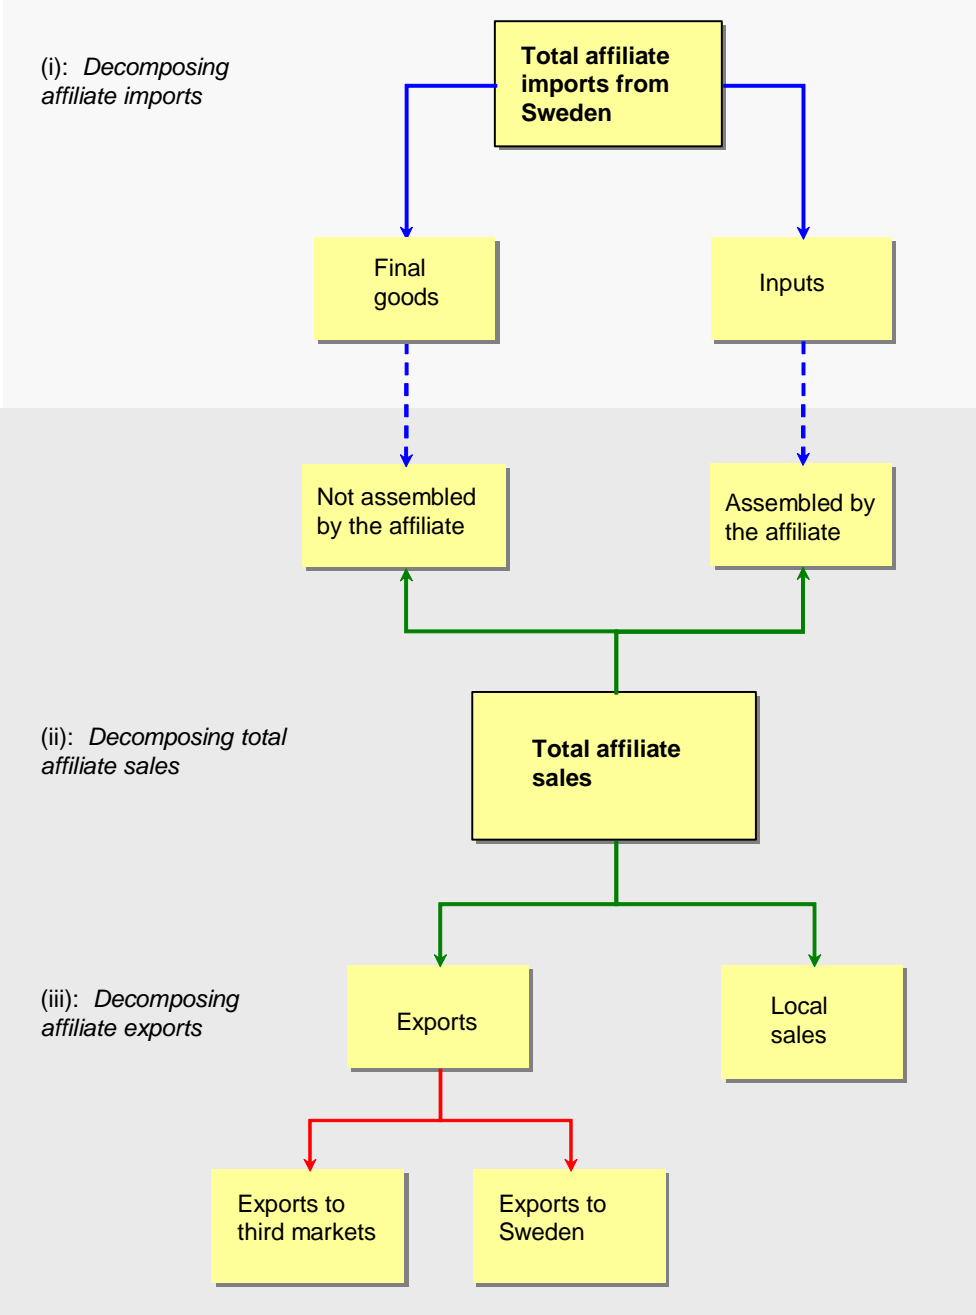 (i): Decomposing
affiliate imports
Total affiliate
imports from
Sweden
Final
goods
Inputs
Not assembled
by the affiliate
Assembled by
the affiliate
(ii): Decomposing total
affiliate sales
Total affiliate
sales
(iii): Decomposing
affiliate exports
Exports
Local
sales
Exports to
third markets
Exports to
Sweden